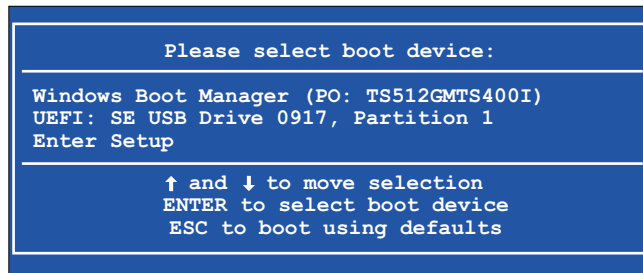 Please select boot device:
Windows Boot Manager (PO: TS512GMTS400I)
UEFI: SE USB Drive 0917, Partition 1
Enter Setup
↑ and ↓ to move selection
ENTER to select boot device
ESC to boot using defaults